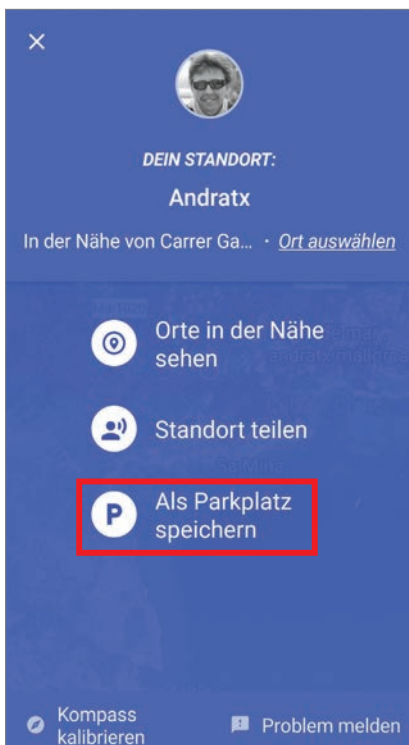 DEIN STANDORT:
Andratx
In der Nähe von Carrer Ga... · Ort auswählen
Orte in der Nähe
sehen
Standort teilen
P
Als Parkplatz
speichern
Kompass
kalibrieren
Problem melden